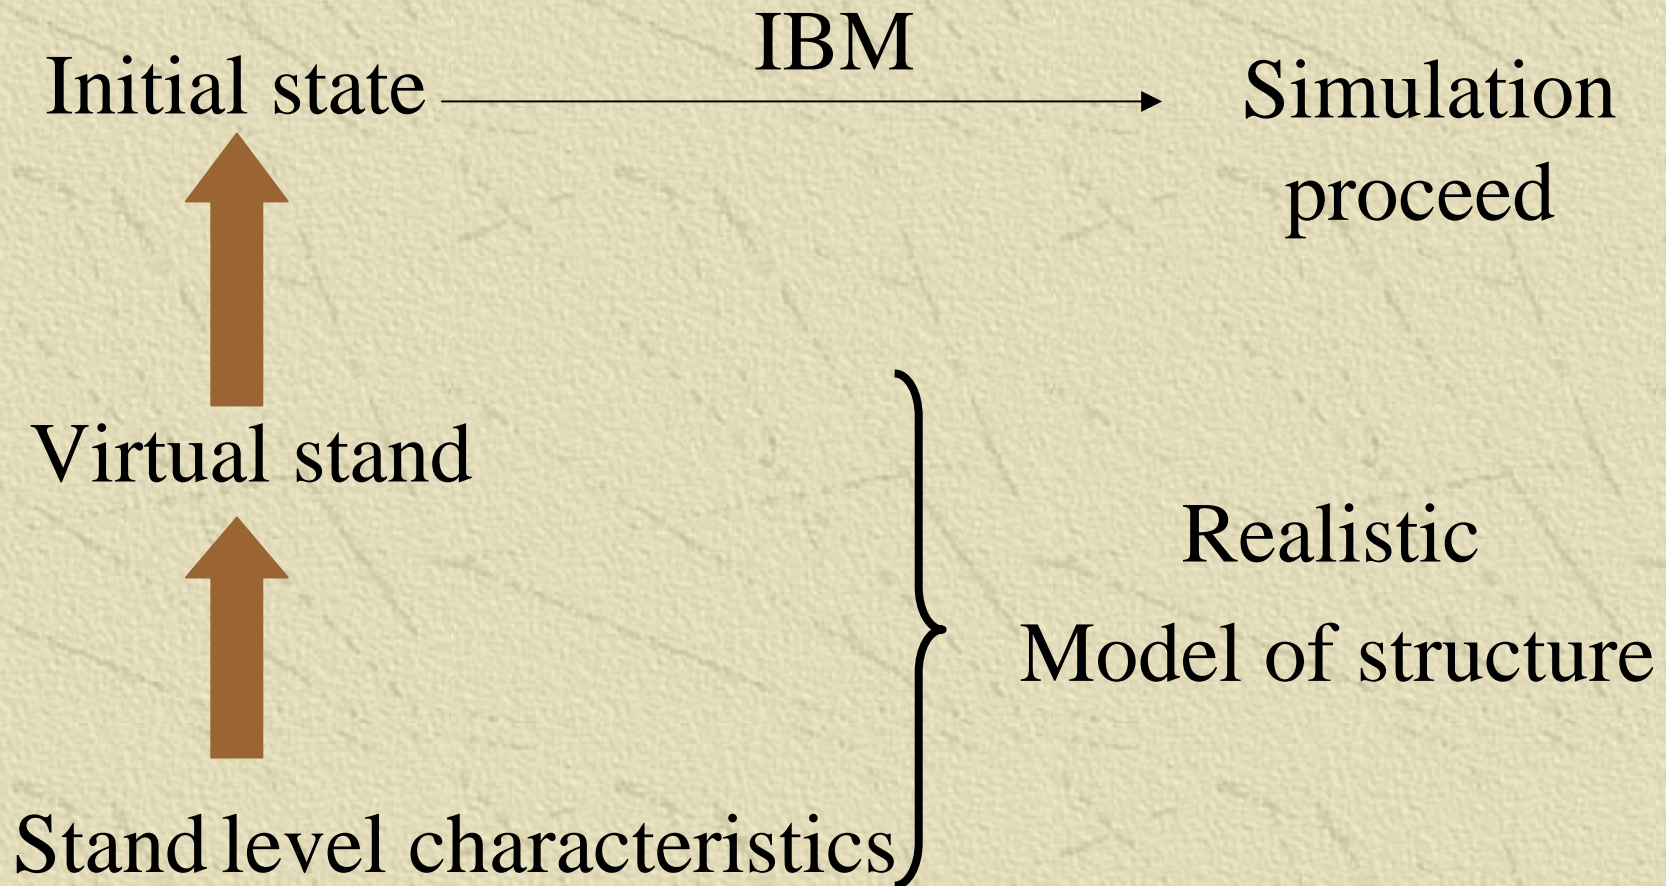 IBM
Initial state
Simulation
proceed
Virtual stand
Realistic
Model of structure
Stand level characteristics